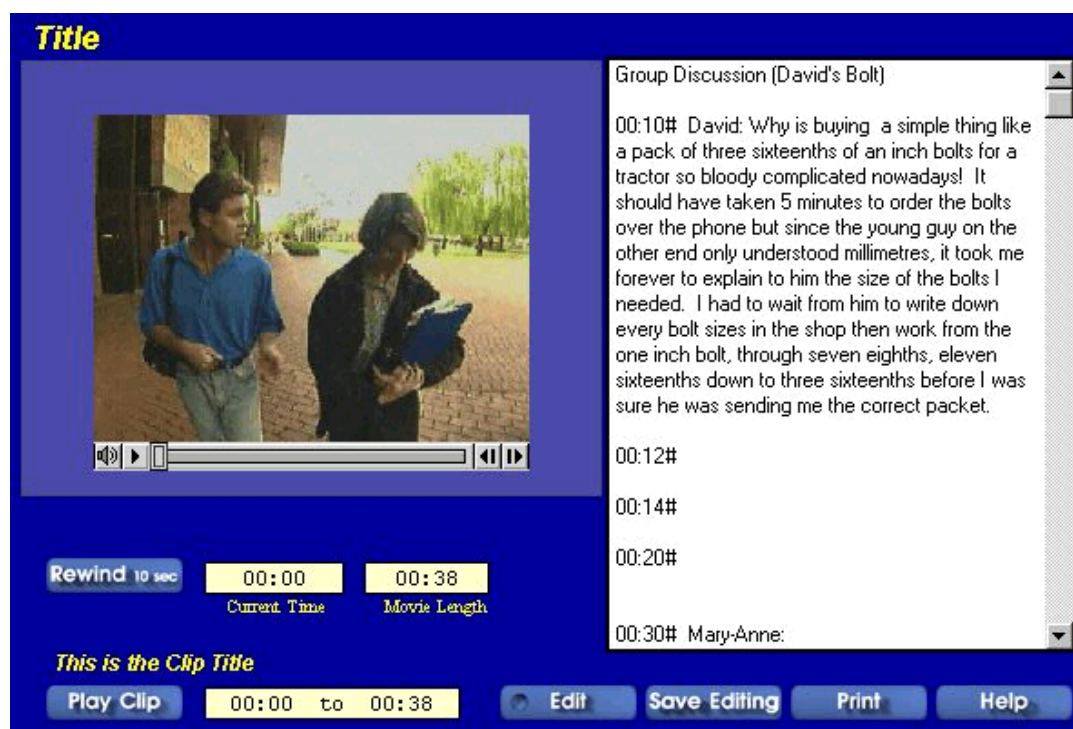 Title
Group Discussion (David's Bolt)
00:10# David: Why is buying a simple thing like
a pack of three sixteenths of an inch bolts for a
tractor so bloody complicated nowadays! It
should have taken 5 minutes to order the bolts
over the phone but since the young guy on the
other end only understood millimetres, it took me
forever to explain to him the size of the bolts I
needed. I had to wait from him to write down
every bolt sizes in the shop then work from the
one inch bolt, through seven eighths, eleven
sixteenths down to three sixteenths before I was
sure he was sending me the correct packet.
00:12#
00:14#
00:20#
00:30# Mary-Anne:
Rewind 10 sec
00:00
00:38
Current Time
Movie Length
This is the Clip Title
Play Clip
00:00 to 00:38
Edit
Save Editing
Print
Help